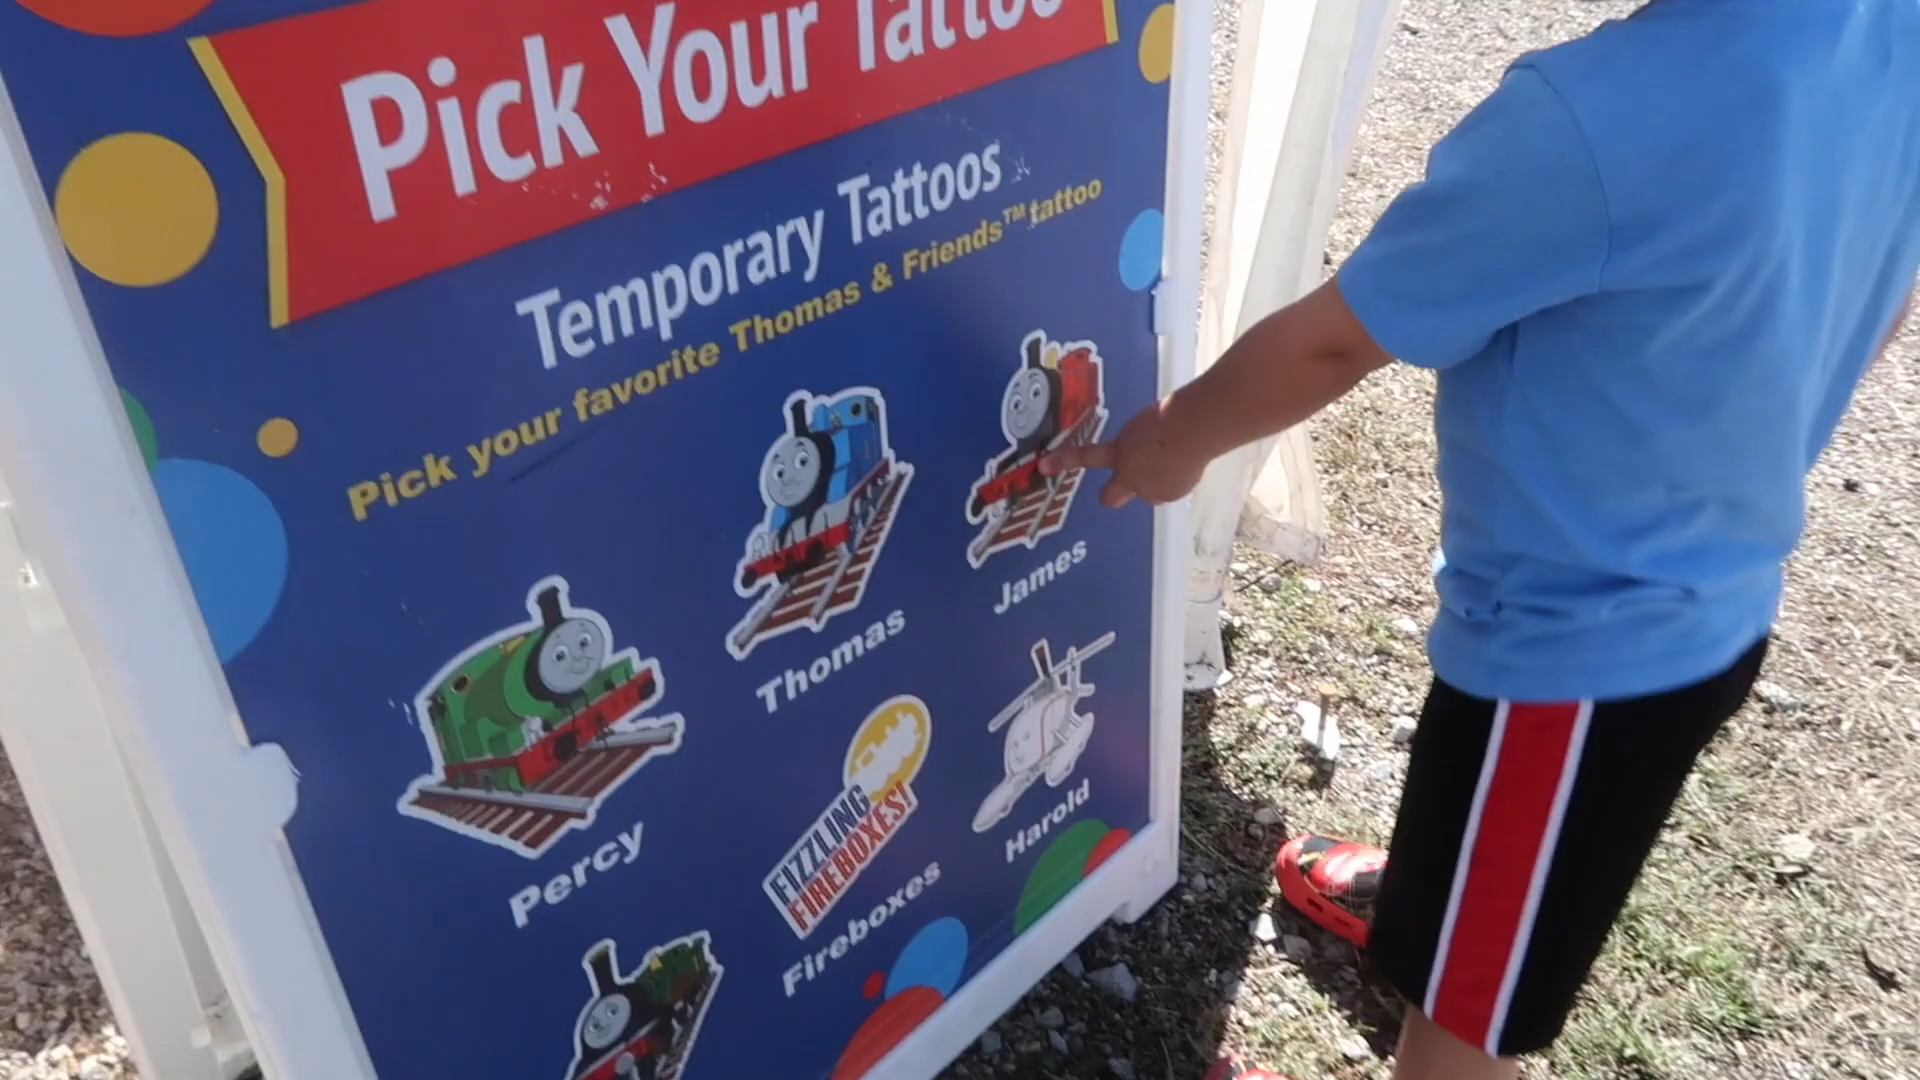 Pick Your Tattoo
Temporary Tattoos
Pick your favorite Thomas & Friends™ tattoo
James
Thomas
Percy
Harold
FIZZLING
FIREBOXES!
Fireboxes